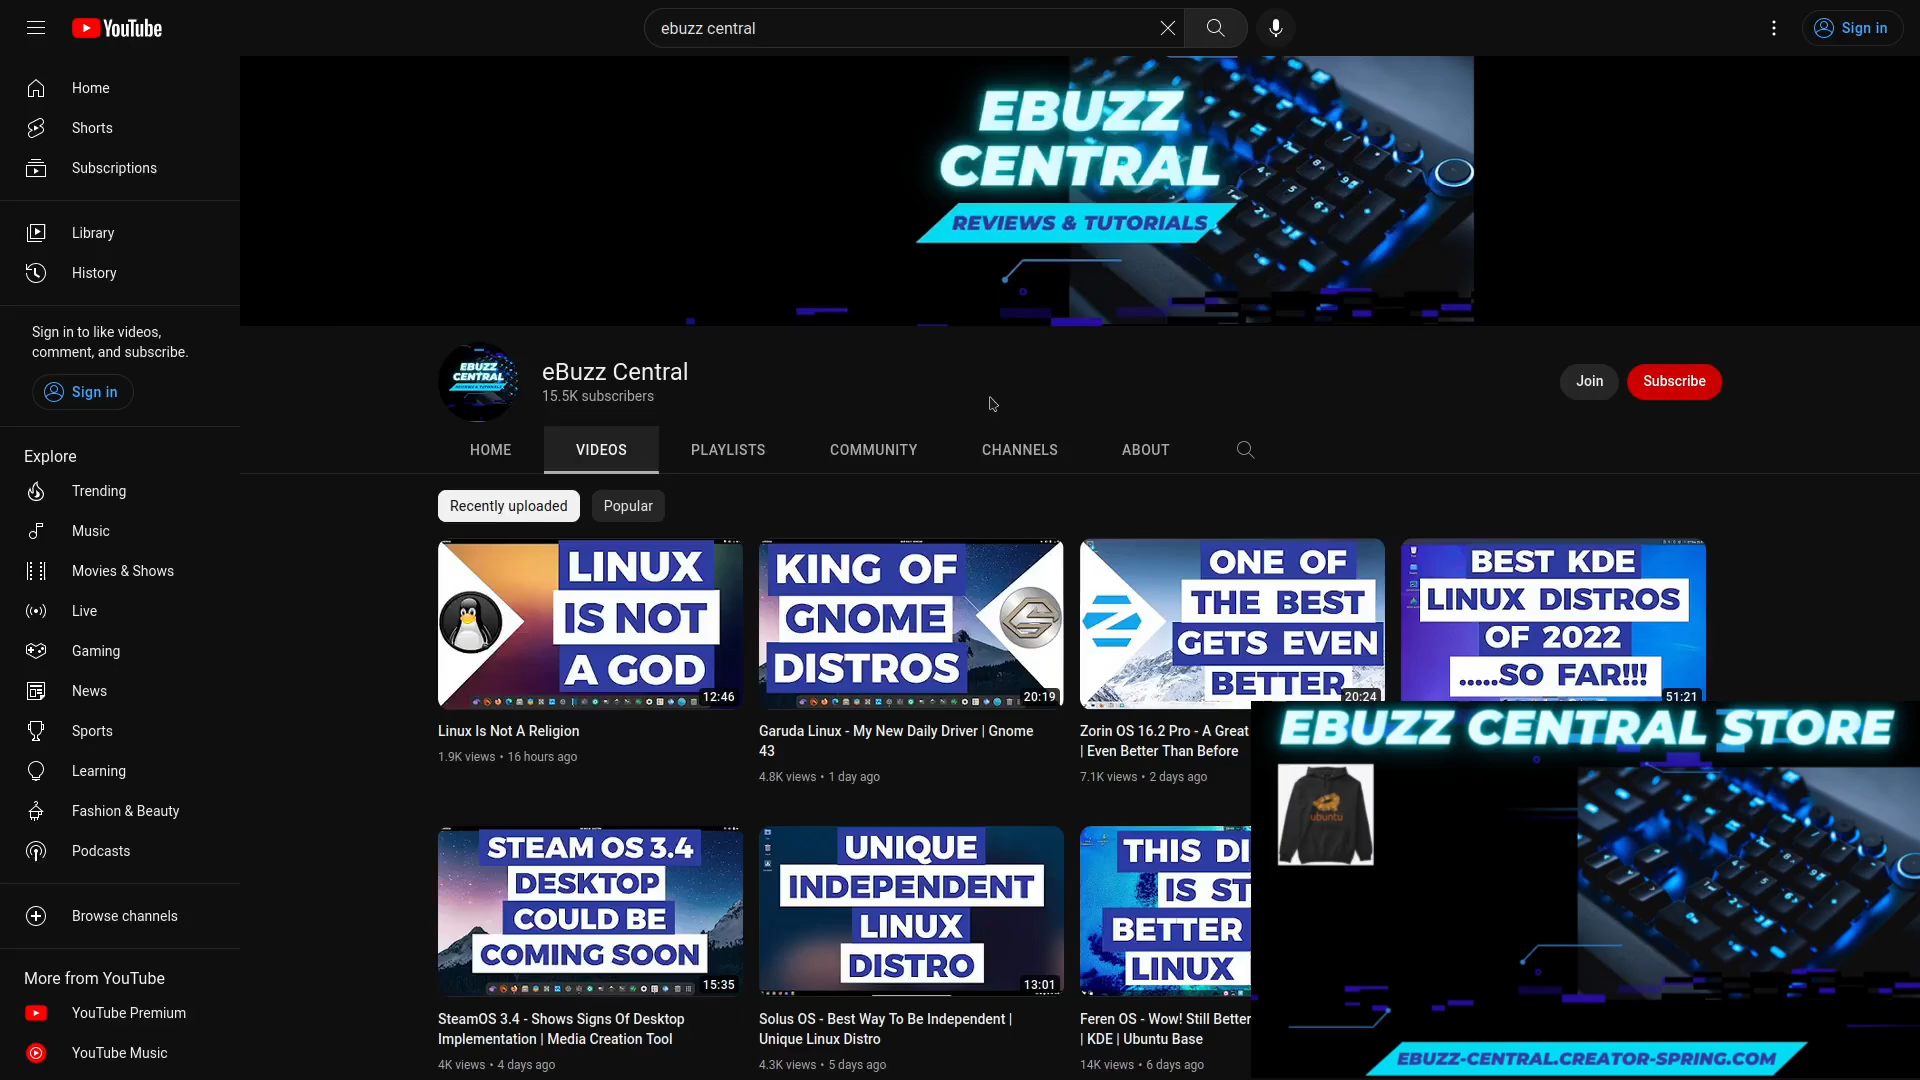 YouTube
ebuzz central
Sign in
Home
Shorts
Subscriptions
Library
History
Sign in to like videos,
comment, and subscribe.
Sign in
Explore
Trending
Music
Movies & Shows
Live
Gaming
News
Sports
Learning
Fashion & Beauty
Podcasts
Browse channels
More from YouTube
YouTube Premium
YouTube Music
EBUZZ
CENTRAL
REVIEWS & TUTORIALS
EBUZZ
CENTRAL
REVIEWS & TUTORIALS
eBuzz Central
15.5K subscribers
Join
Subscribe
HOME
VIDEOS
PLAYLISTS
COMMUNITY
CHANNELS
ABOUT
Recently uploaded
Popular
LINUX
IS NOT
A GOD
12:46
Linux Is Not A Religion
1.9K views • 16 hours ago
KING OF
GNOME
DISTROS
20:19
Garuda Linux - My New Daily Driver | Gnome
43
4.8K views • 1 day ago
ONE OF
THE BEST
GETS EVEN
BETTER
20:24
Zorin OS 16.2 Pro - A Great
| Even Better Than Before
7.1K views • 2 days ago
BEST KDE
LINUX DISTROS
OF 2022
.....SO FAR!!!
51:21
STEAM OS 3.4
DESKTOP
COULD BE
COMING SOON
15:35
SteamOS 3.4 - Shows Signs Of Desktop
Implementation | Media Creation Tool
4K views • 4 days ago
UNIQUE
INDEPENDENT
LINUX
DISTRO
13:01
Solus OS - Best Way To Be Independent |
Unique Linux Distro
4.3K views • 5 days ago
THIS DI
IS ST
BETTER
LINUX
Feren OS - Wow! Still Better
| KDE | Ubuntu Base
14K views • 6 days ago
EBUZZ CENTRAL STORE
ubuntu
EBUZZ-CENTRAL.CREATOR-SPRING.COM